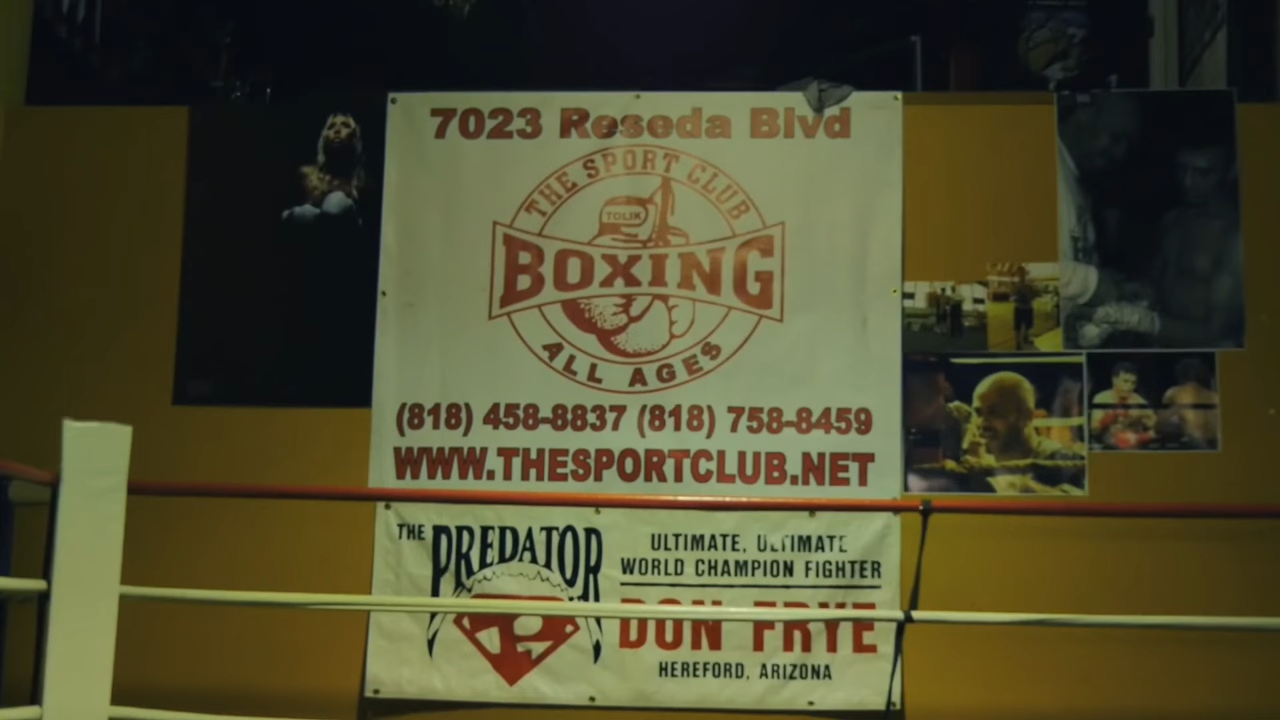 7023 Reseda Blvd
THE SPORT CLUB
TOLIK
BOXING
ALL AGES
(818) 458-8837 (818) 758-8459
WWW.THESPORTCLUB.NET
THE PREDATOR
ULTIMATE, ULTIMATE
WORLD CHAMPION FIGHTER
DON FRYE
HEREFORD, ARIZONA